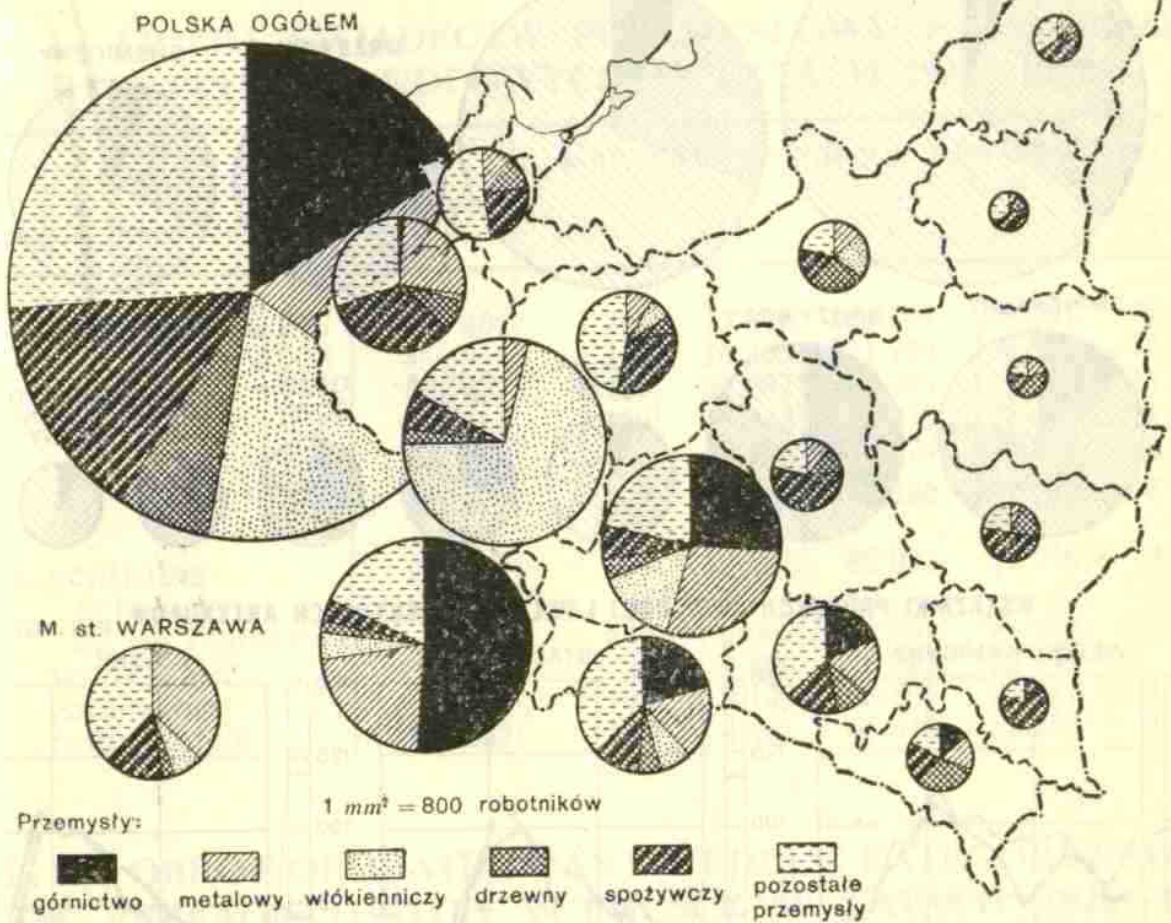 POLSKA OGÓŁEM
M. st. WARSZAWA
1 mm² = 800 robotników
Przemysły:
górnictwo metalowy włókienniczy drzewny spożywczy pozostałe przemysły